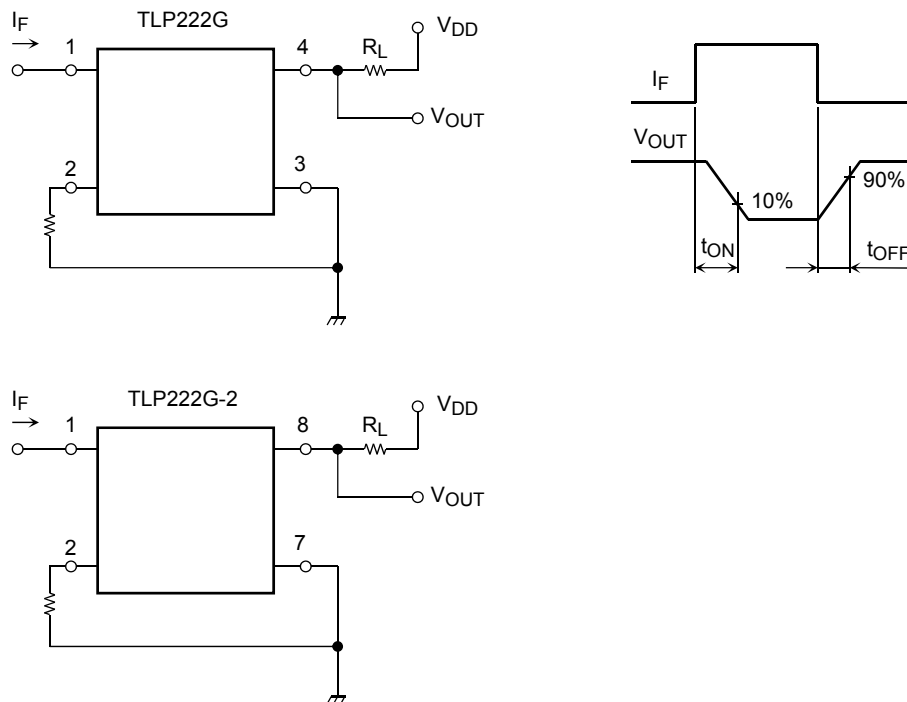 TLP222G
IF
1
4
RL
VDD
VOUT
2
3
IF
VOUT
10%
90%
tON
tOFF
TLP222G-2
IF
1
8
RL
VDD
VOUT
2
7